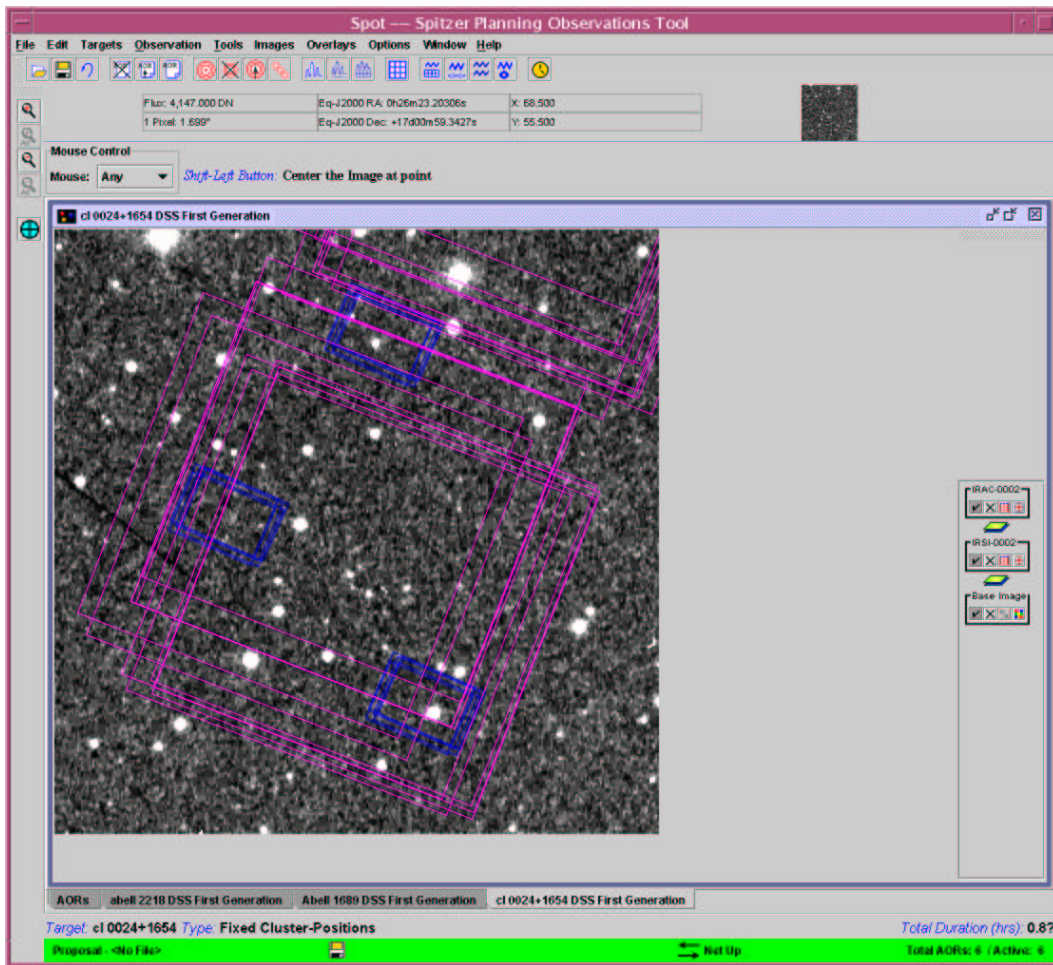 Spot — Spitzer Planning Observations Tool
File Edit Targets Observation Tools Images Overlays Options Window Help
Flux: 4,147.000 DN Eq-J2000 RA: 0h26m23.20306s X: 68.500
1 Pixel: 1.699" Eq-J2000 Dec: +17d00m59.3427s Y: 55.500
Mouse Control
Mouse: Any Shift-Left Button: Center the Image at point
cl 0024+1654 DSS First Generation
IRAC-0002
IRSI-0002
Base Image
AORs abell 2218 DSS First Generation Abell 1689 DSS First Generation cl 0024+1654 DSS First Generation
Target: cl 0024+1654 Type: Fixed Cluster-Positions Total Duration (hrs): 0.8?
Proposal - <No File> Net Up Total AORs: 6 / Active: 6